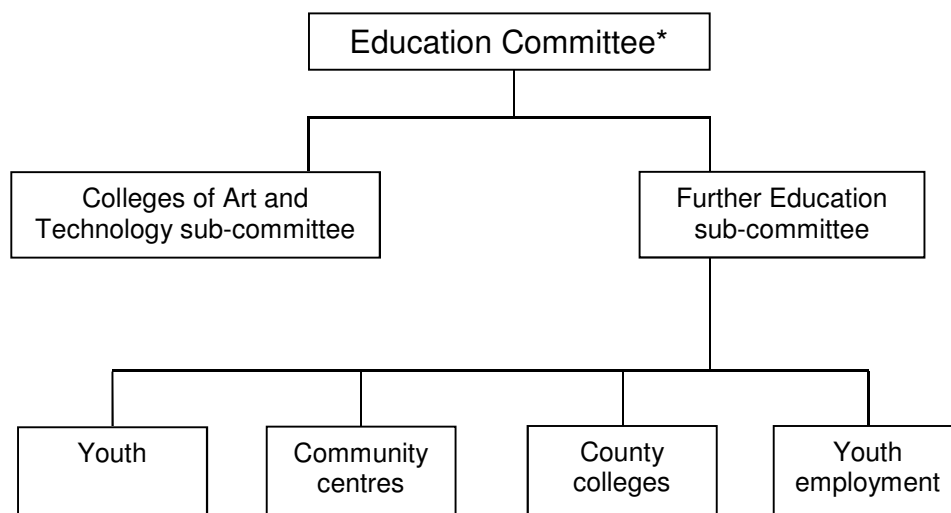 Education Committee*
Colleges of Art and
Technology sub-committee
Further Education
sub-committee
Youth
Community
centres
County
colleges
Youth
employment